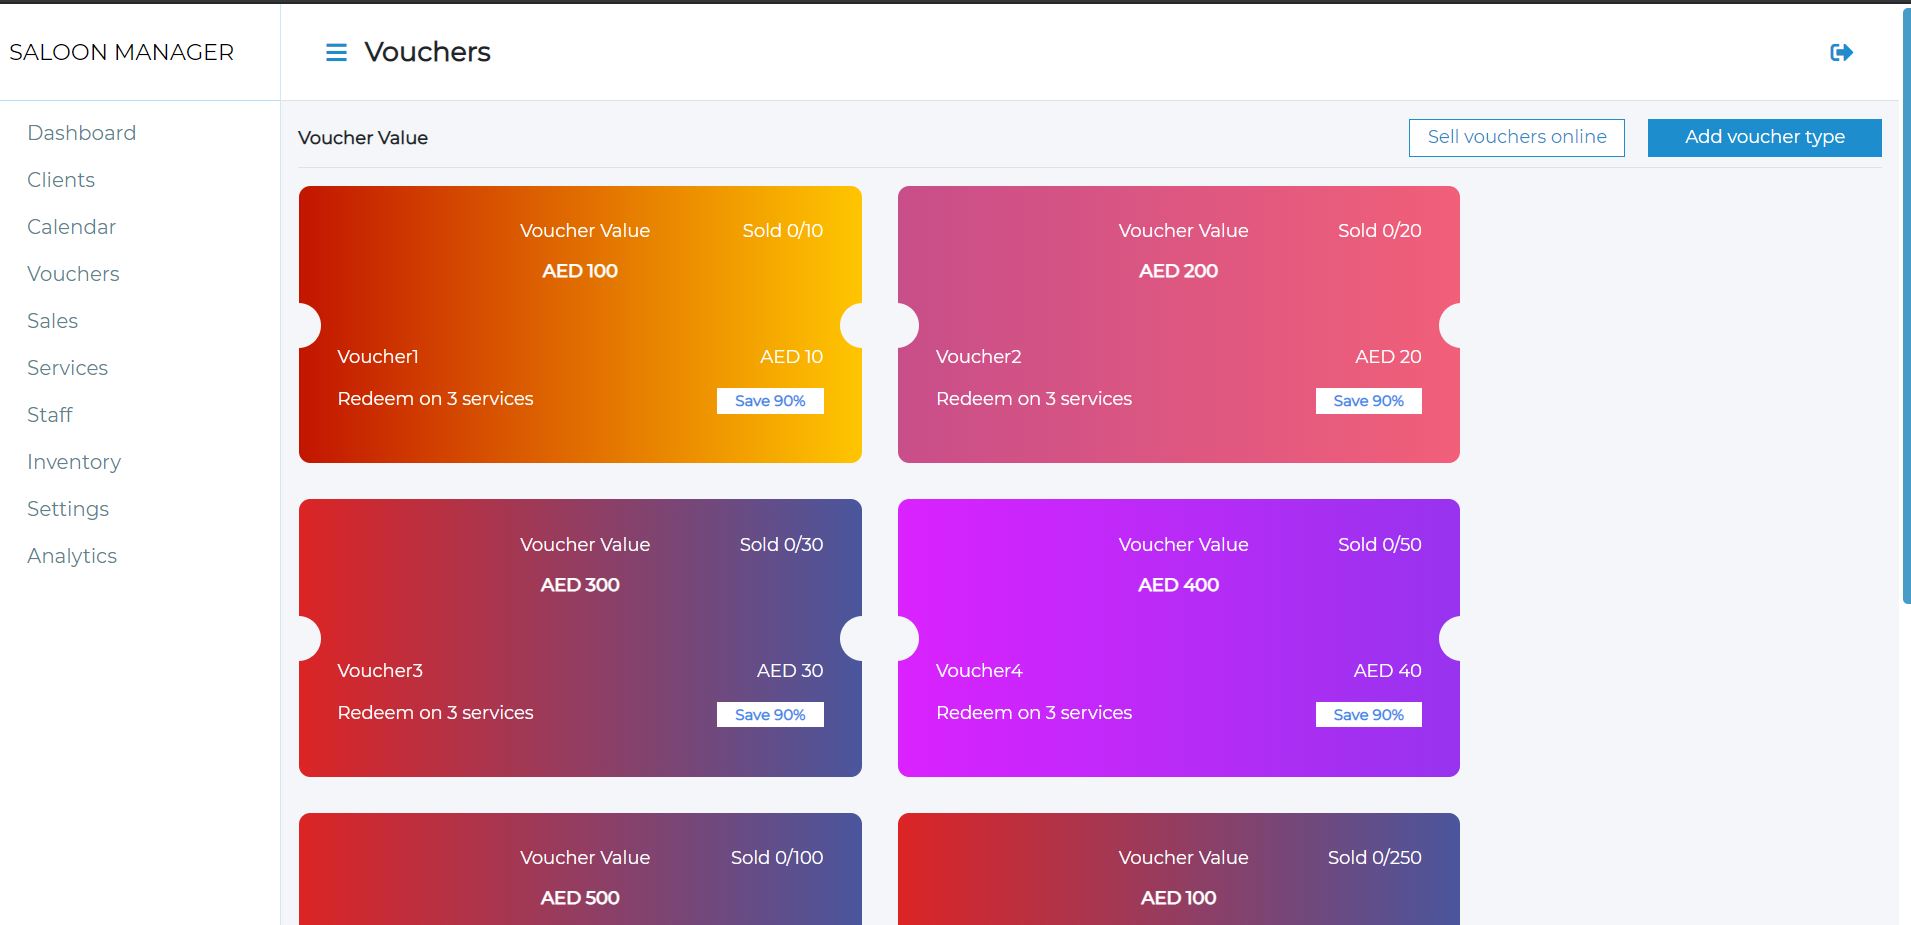 SALOON MANAGER
Vouchers
Dashboard
Clients
Calendar
Vouchers
Sales
Services
Staff
Inventory
Settings
Analytics
Voucher Value
Sell vouchers online
Add voucher type
Voucher Value
Sold 0/10
AED 100
Voucher1
AED 10
Redeem on 3 services
Save 90%
Voucher Value
Sold 0/20
AED 200
Voucher2
AED 20
Redeem on 3 services
Save 90%
Voucher Value
Sold 0/30
AED 300
Voucher3
AED 30
Redeem on 3 services
Save 90%
Voucher Value
Sold 0/50
AED 400
Voucher4
AED 40
Redeem on 3 services
Save 90%
Voucher Value
Sold 0/100
AED 500
Voucher Value
Sold 0/250
AED 100